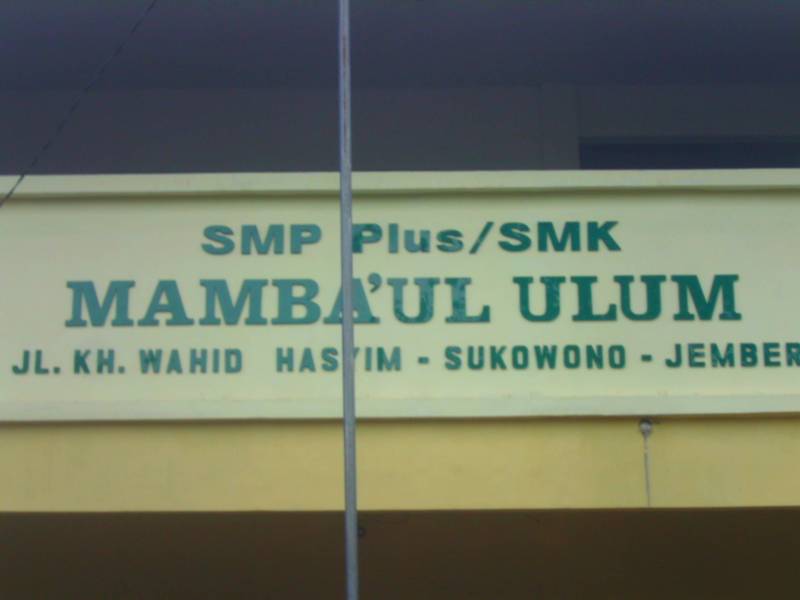 SMP Plus/SMK
MAMBA'UL ULUM
JL. KH. WAHID HASYIM - SUKOWONO - JEMBER